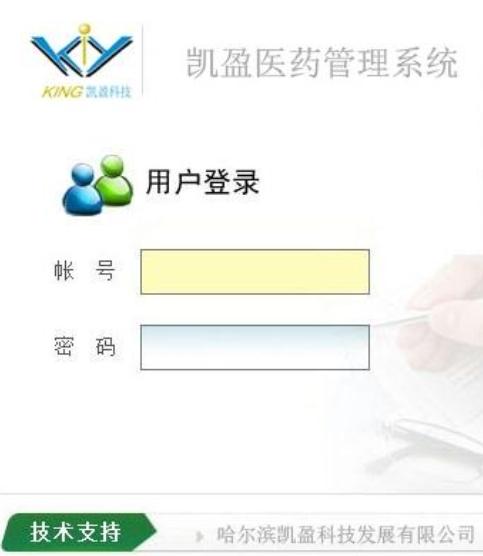 KING 凯盈科技
凯盈医药管理系统
用户登录
帐 号
密 码
技术支持
哈尔滨凯盈科技发展有限公司